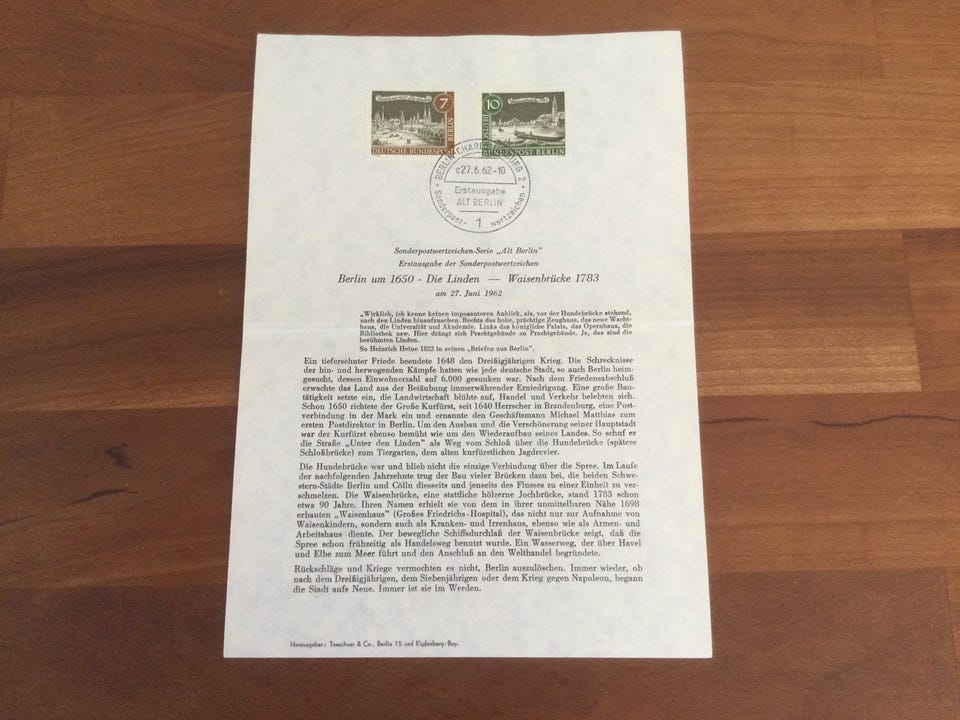 7
DEUTSCHE BUNDESPOST
BERLIN
10
DEUTSCHE
BUNDESPOST BERLIN
BERLIN-CHARLOTTENBURG 2
c27.6.62-10
Erstausgabe
ALT BERLIN
Sonderpost- 1 wertzeichen
Sonderpostwertzeichen-Serie „Alt Berlin"
Erstausgabe der Sonderpostwertzeichen
Berlin um 1650 - Die Linden — Waisenbrücke 1783
am 27. Juni 1962
„Wirklich, ich kenne keinen imposanteren Anblick, als, vor der Hundebrücke stehend,
nach den Linden hinaufzusehen. Rechts das hohe, prächtige Zeughaus, das neue Wacht-
haus, die Universität und Akademie. Links das königliche Palais, das Opernhaus, die
Bibliothek usw. Hier drängt sich Prachtgebäude an Prachtgebäude. Ja, das sind die
berühmten Linden.
So Heinrich Heine 1822 in seinen „Briefen aus Berlin".
Ein tiefersehnter Friede beendete 1648 den Dreißigjährigen Krieg. Die Schrecknisse
der hin- und herwogenden Kämpfe hatten wie jede deutsche Stadt, so auch Berlin heim-
gesucht, dessen Einwohnerzahl auf 6.000 gesunken war. Nach dem Friedensabschluß
erwachte das Land aus der Betäubung immerwährender Erniedrigung. Eine große Bau-
tätigkeit setzte ein, die Landwirtschaft blühte auf, Handel und Verkehr belebten sich.
Schon 1650 richtete der Große Kurfürst, seit 1640 Herrscher in Brandenburg, eine Post-
verbindung in der Mark ein und ernannte den Geschäftsmann Michael Matthias zum
ersten Postdirektor in Berlin. Um den Ausbau und die Verschönerung seiner Hauptstadt
war der Kurfürst ebenso bemüht wie um den Wiederaufbau seines Landes. So schuf er
die Straße „Unter den Linden" als Weg vom Schloß über die Hundebrücke (spätere
Schloßbrücke) zum Tiergarten, dem alten kurfürstlichen Jagdrevier.
Die Hundebrücke war und blieb nicht die einzige Verbindung über die Spree. Im Laufe
der nachfolgenden Jahrzehnte trug der Bau vieler Brücken dazu bei, die beiden Schwe-
stern-Städte Berlin und Cölln diesseits und jenseits des Flusses zu einer Einheit zu ver-
schmelzen. Die Waisenbrücke, eine stattliche hölzerne Jochbrücke, stand 1783 schon
etwa 90 Jahre. Ihren Namen erhielt sie von dem in ihrer unmittelbaren Nähe 1698
erbauten „Waisenhaus" (Großes Friedrichs-Hospital), das nicht nur zur Aufnahme von
Waisenkindern, sondern auch als Kranken- und Irrenhaus, ebenso wie als Armen- und
Arbeitshaus diente. Der bewegliche Schiffsdurchlaß der Waisenbrücke zeigt, daß die
Spree schon frühzeitig als Handelsweg benutzt wurde. Ein Wasserweg, der über Havel
und Elbe zum Meer führt und den Anschluß an den Welthandel begründete.
Rückschläge und Kriege vermochten es nicht, Berlin auszulöschen. Immer wieder, ob
nach dem Dreißigjährigen, dem Siebenjährigen oder dem Krieg gegen Napoleon, begann
die Stadt aufs Neue. Immer ist sie im Werden.
Herausgeber: Taeschner & Co., Berlin 15 und Kipfenberg/Bay.